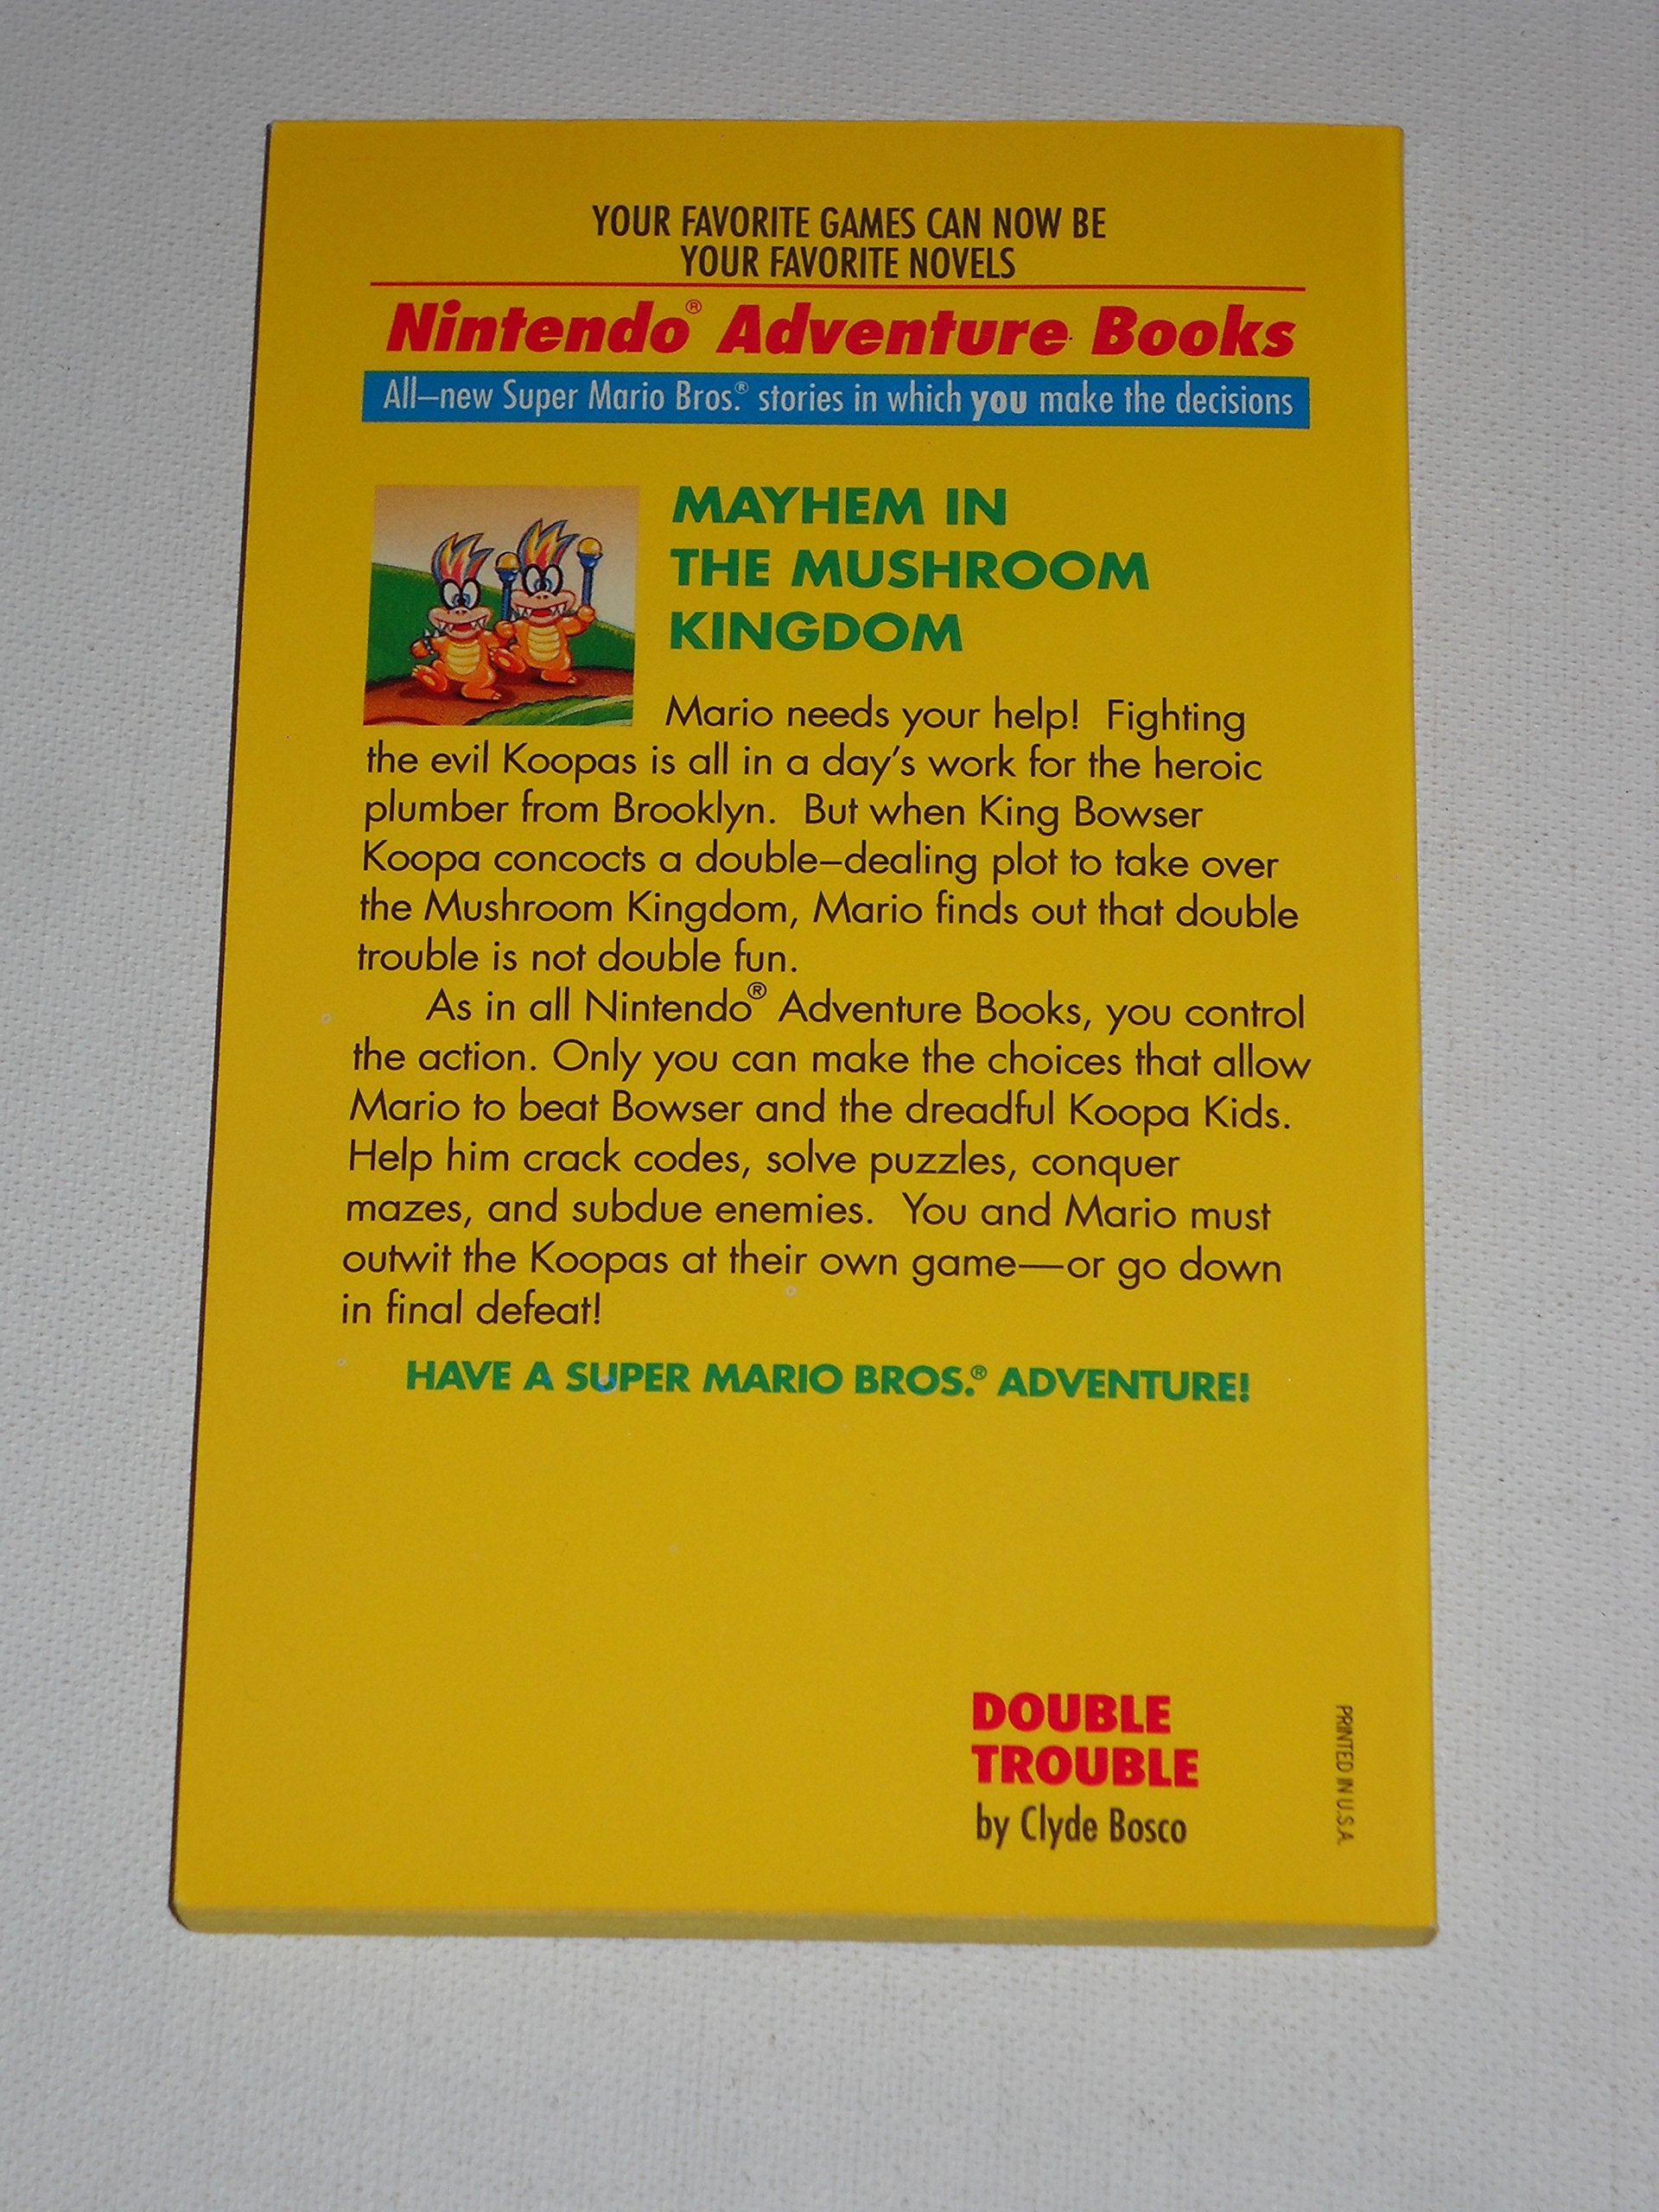 YOUR FAVORITE GAMES CAN NOW BE
YOUR FAVORITE NOVELS
Nintendo® Adventure Books
All–new Super Mario Bros.® stories in which you make the decisions
MAYHEM IN
THE MUSHROOM
KINGDOM
Mario needs your help! Fighting
the evil Koopas is all in a day's work for the heroic
plumber from Brooklyn. But when King Bowser
Koopa concocts a double–dealing plot to take over
the Mushroom Kingdom, Mario finds out that double
trouble is not double fun.
As in all Nintendo® Adventure Books, you control
the action. Only you can make the choices that allow
Mario to beat Bowser and the dreadful Koopa Kids.
Help him crack codes, solve puzzles, conquer
mazes, and subdue enemies. You and Mario must
outwit the Koopas at their own game—or go down
in final defeat!
HAVE A SUPER MARIO BROS.® ADVENTURE!
DOUBLE
TROUBLE
by Clyde Bosco
PRINTED IN U.S.A.